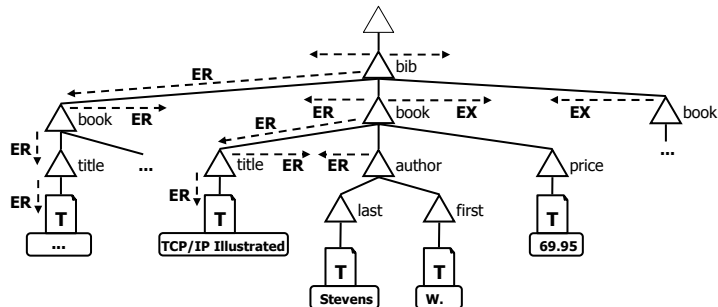 bib
ER
book
ER
ER
book
EX
EX
book
ER
ER
title
...
title
ER
ER
author
price
...
ER
ER
T
T
last
first
T
...
TCP/IP Illustrated
69.95
T
T
Stevens
W.